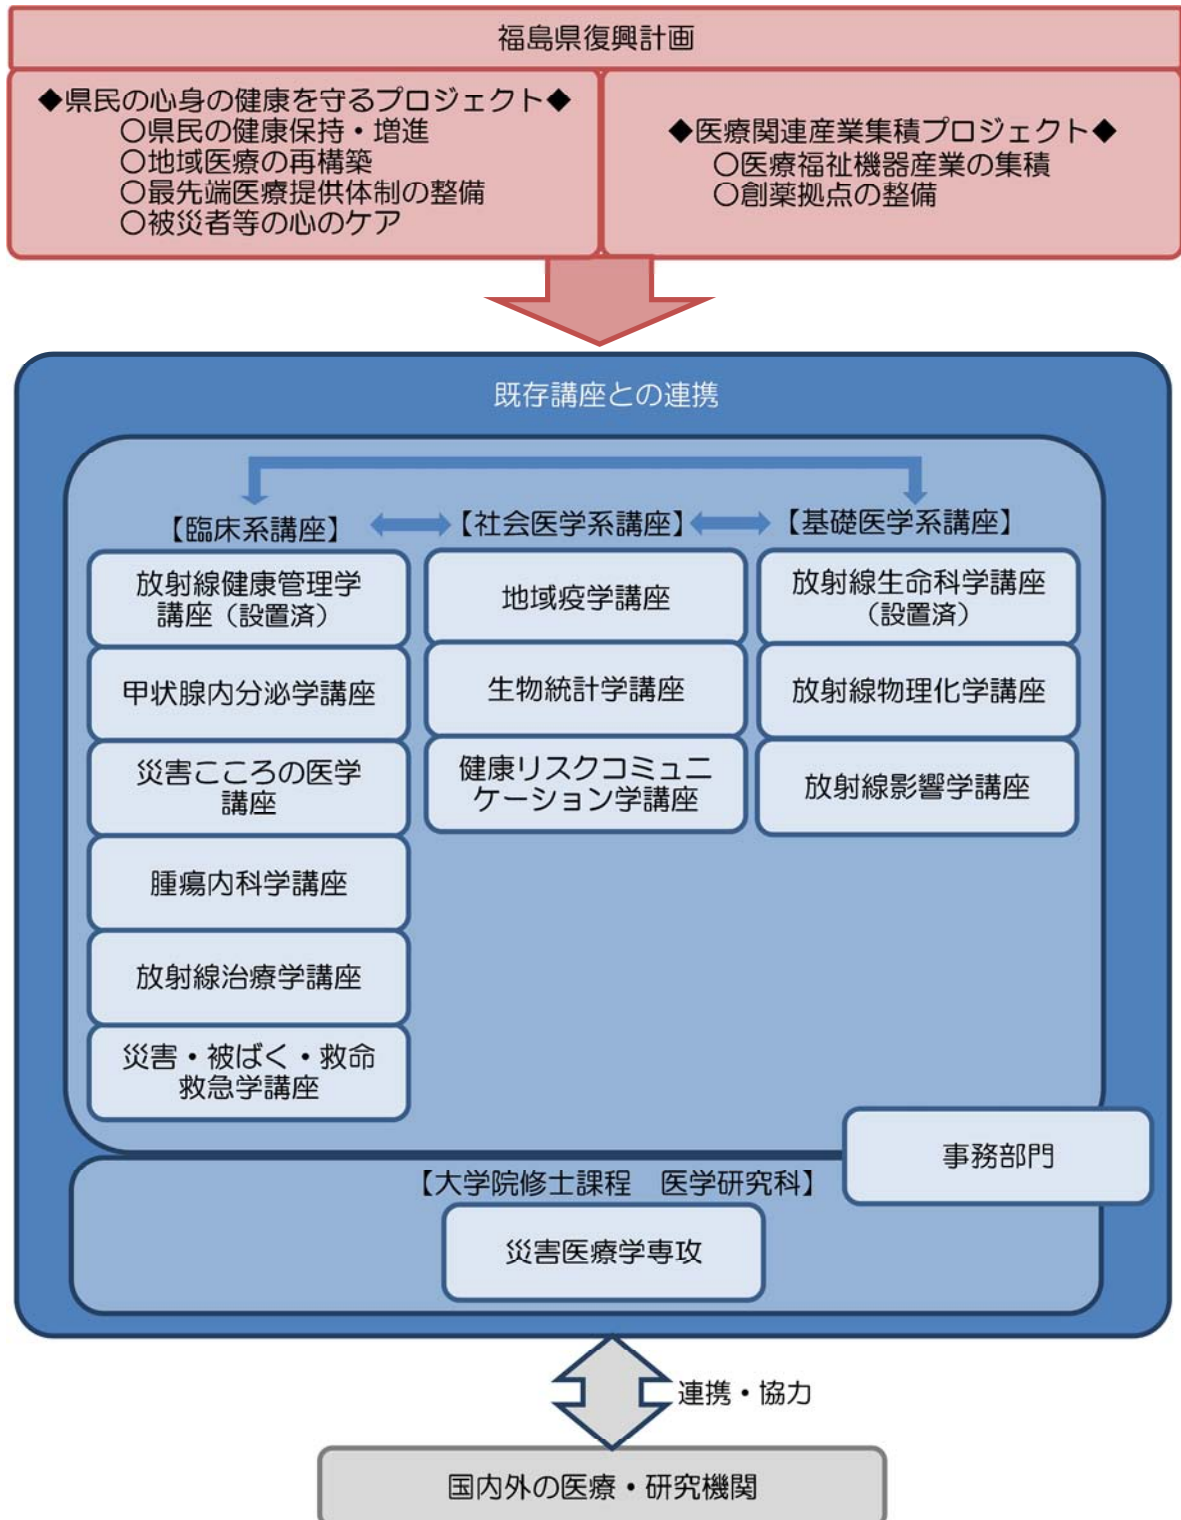 福島県復興計画
◆県民の心身の健康を守るプロジェクト◆
〇県民の健康保持・増進
〇地域医療の再構築
〇最先端医療提供体制の整備
〇被災者等の心のケア
◆医療関連産業集積プロジェクト◆
〇医療福祉機器産業の集積
〇創薬拠点の整備
既存講座との連携
【臨床系講座】
放射線健康管理学
講座（設置済）
甲状腺内分泌学講座
災害こころの医学
講座
腫瘍内科学講座
放射線治療学講座
災害・被ばく・救命
救急学講座
【社会医学系講座】
地域疫学講座
生物統計学講座
健康リスクコミュニ
ケーション学講座
【基礎医学系講座】
放射線生命科学講座
（設置済）
放射線物理化学講座
放射線影響学講座
事務部門
【大学院修士課程　医学研究科】
災害医療学専攻
連携・協力
国内外の医療・研究機関